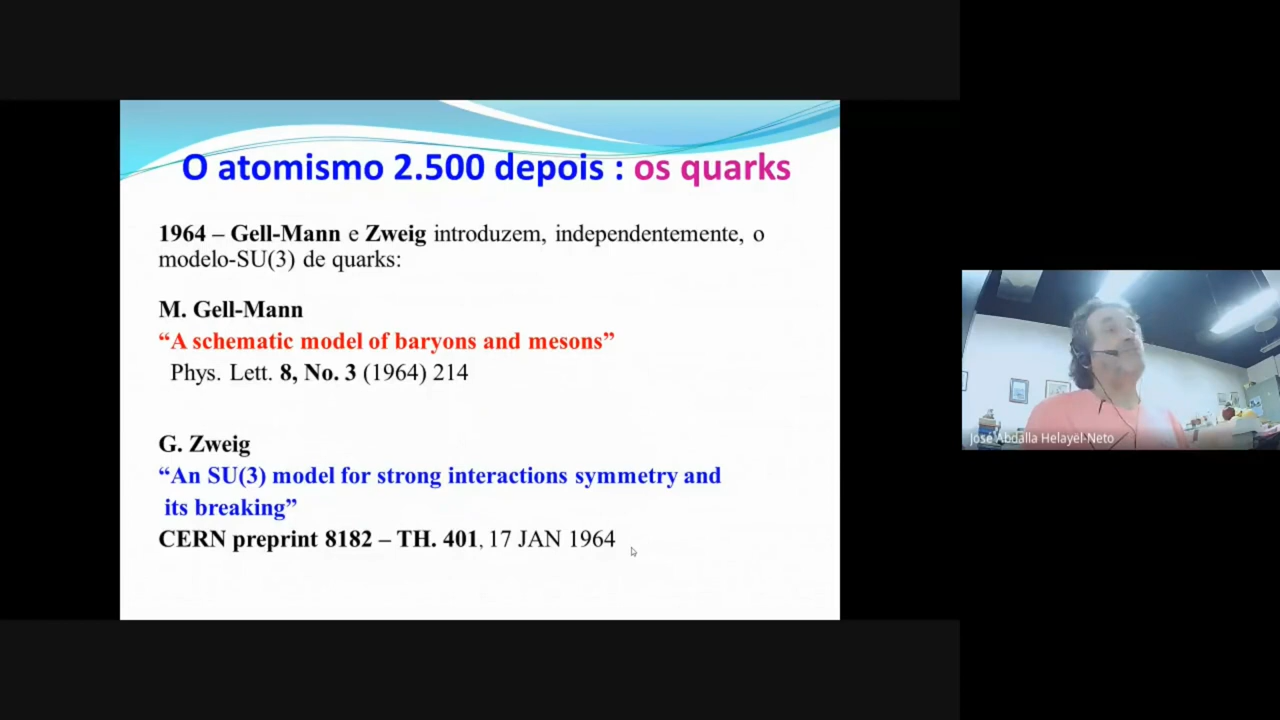 O atomismo 2.500 depois : os quarks
1964 – Gell-Mann e Zweig introduzem, independentemente, o
modelo-SU(3) de quarks:
M. Gell-Mann
“A schematic model of baryons and mesons”
Phys. Lett. 8, No. 3 (1964) 214
G. Zweig
“An SU(3) model for strong interactions symmetry and
its breaking”
CERN preprint 8182 – TH. 401, 17 JAN 1964
José Abdalla Helayël-Neto